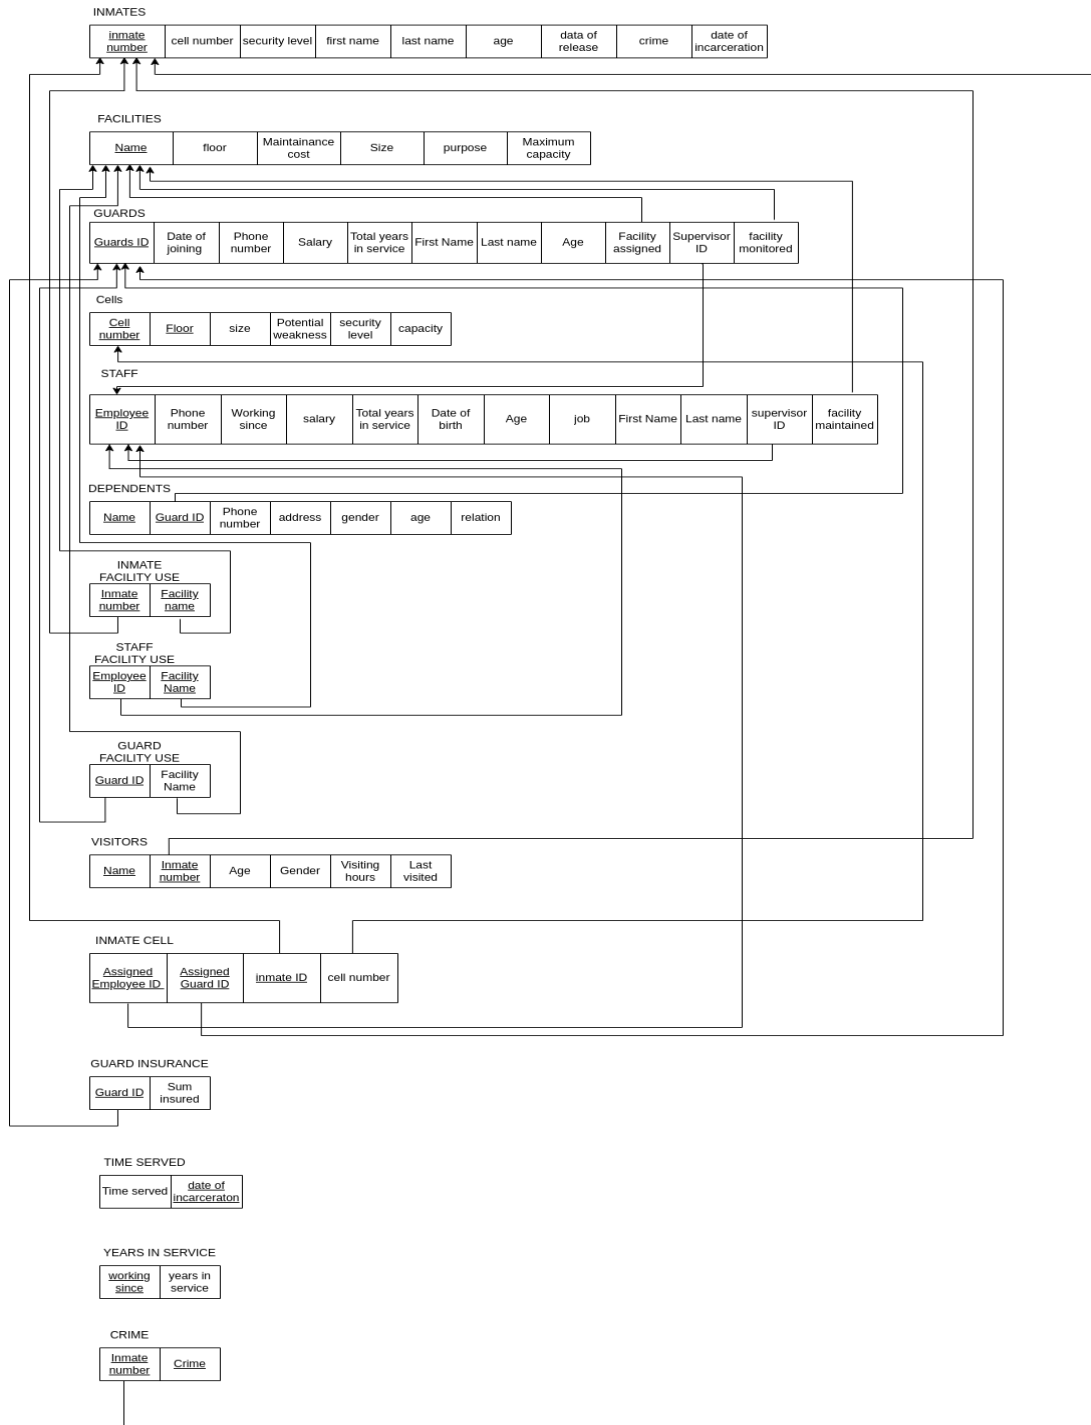 INMATES
inmate number
cell number
security level
first name
last name
age
data of release
crime
date of incarceration
FACILITIES
Name
floor
Maintainance cost
Size
purpose
Maximum capacity
GUARDS
Guards ID
Date of joining
Phone number
Salary
Total years in service
First Name
Last name
Age
Facility assigned
Supervisor ID
facility monitored
Cells
Cell number
Floor
size
Potential weakness
security level
capacity
STAFF
Employee ID
Phone number
Working since
salary
Total years in service
Date of birth
Age
job
First Name
Last name
supervisor ID
facility maintained
DEPENDENTS
Name
Guard ID
Phone number
address
gender
age
relation
INMATE
FACILITY USE
Inmate number
Facility name
STAFF
FACILITY USE
Employee ID
Facility Name
GUARD
FACILITY USE
Guard ID
Facility Name
VISITORS
Name
Inmate number
Age
Gender
Visiting hours
Last visited
INMATE CELL
Assigned Employee ID
Assigned Guard ID
inmate ID
cell number
GUARD INSURANCE
Guard ID
Sum insured
TIME SERVED
Time served
date of incarceraton
YEARS IN SERVICE
working since
years in service
CRIME
Inmate number
Crime